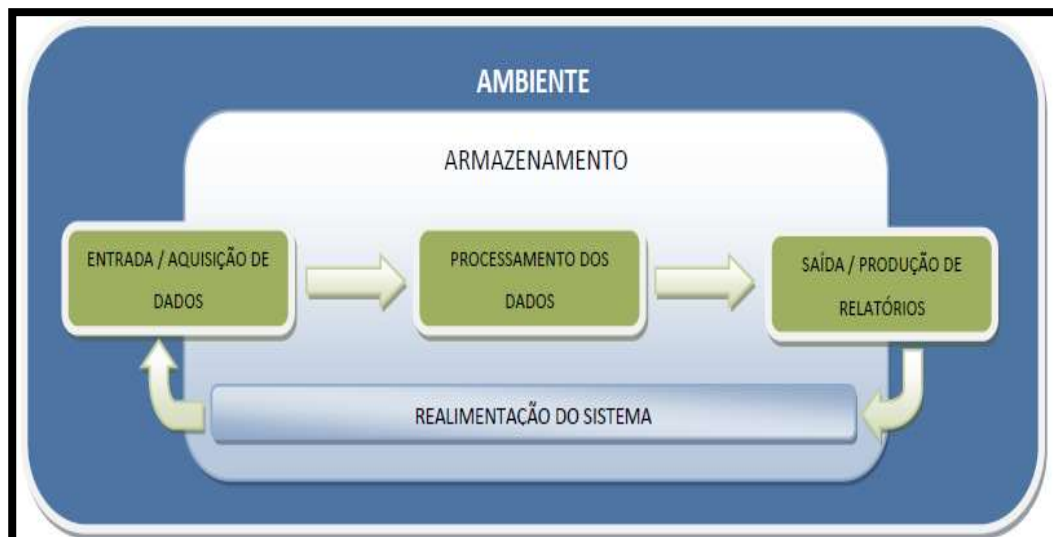 AMBIENTE
ARMAZENAMENTO
ENTRADA / AQUISIÇÃO DE
DADOS
PROCESSAMENTO DOS
DADOS
SAÍDA / PRODUÇÃO DE
RELATÓRIOS
REALIMENTAÇÃO DO SISTEMA